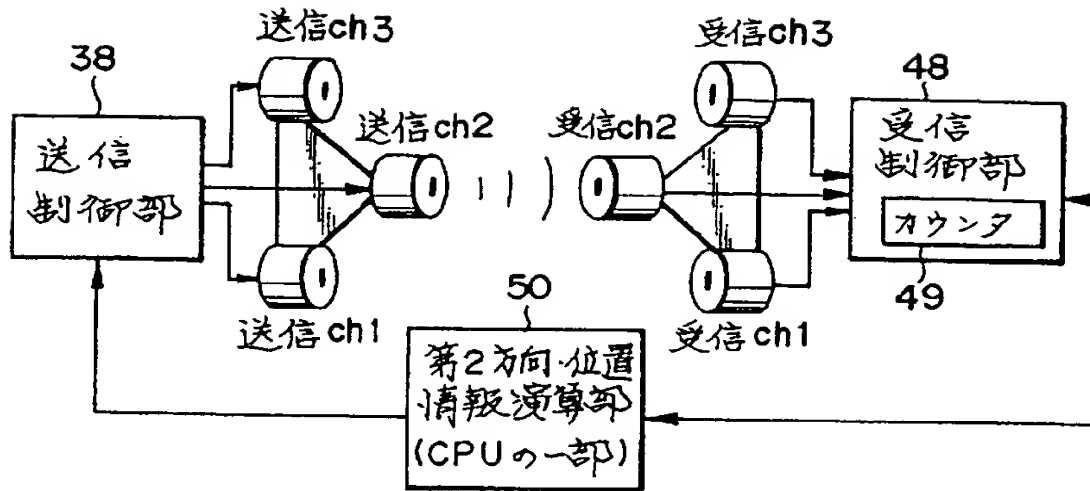 送信ch3
受信ch3
38
48
送信ch2
受信ch2
送信
制御部
受信
制御部
カウンタ
49
送信ch1
50
受信ch1
第2方向・位置
情報演算部
(CPUの一部)